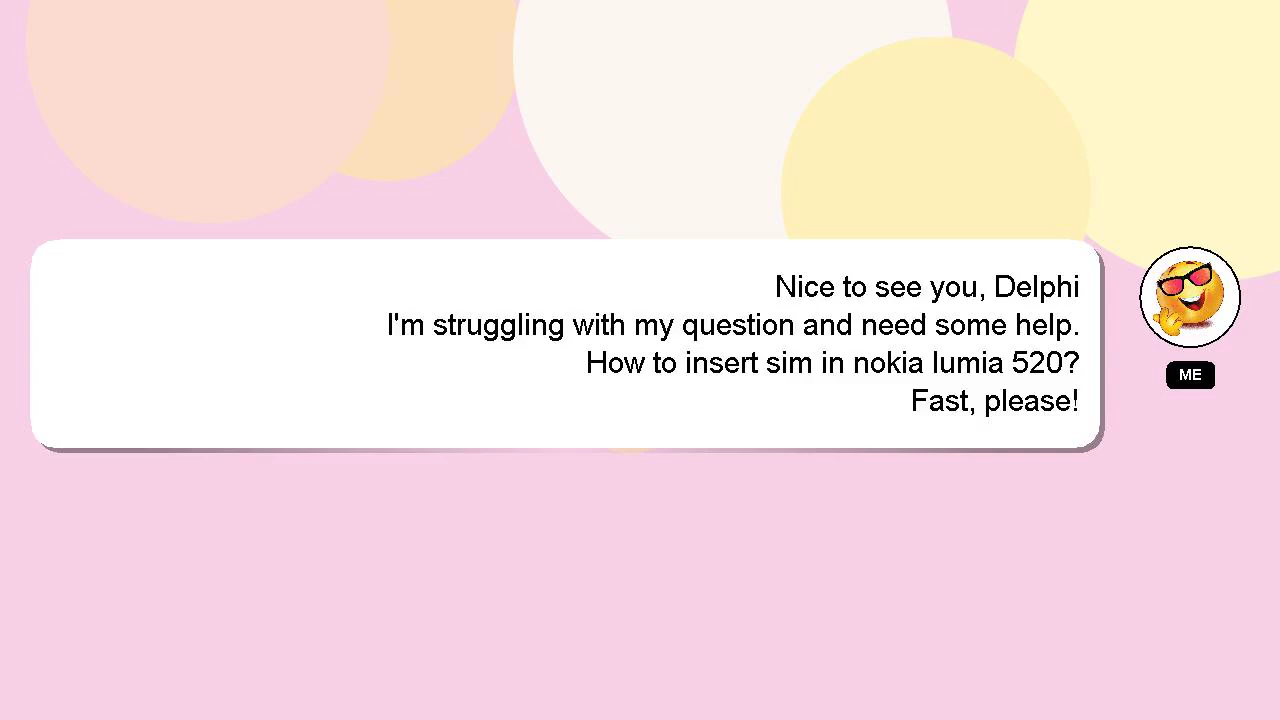 Nice to see you, Delphi
I'm struggling with my question and need some help.
How to insert sim in nokia lumia 520?
Fast, please!
ME